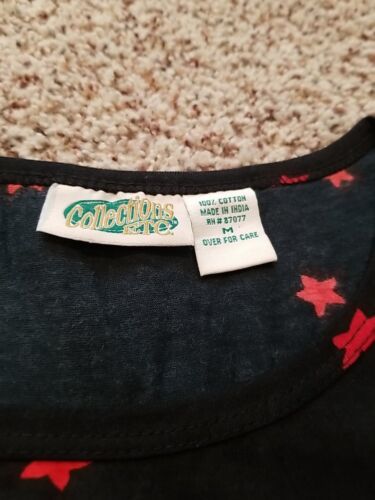 Collections
ETC.
100% COTTON
MADE IN INDIA
RN # 87077
M
OVER FOR CARE